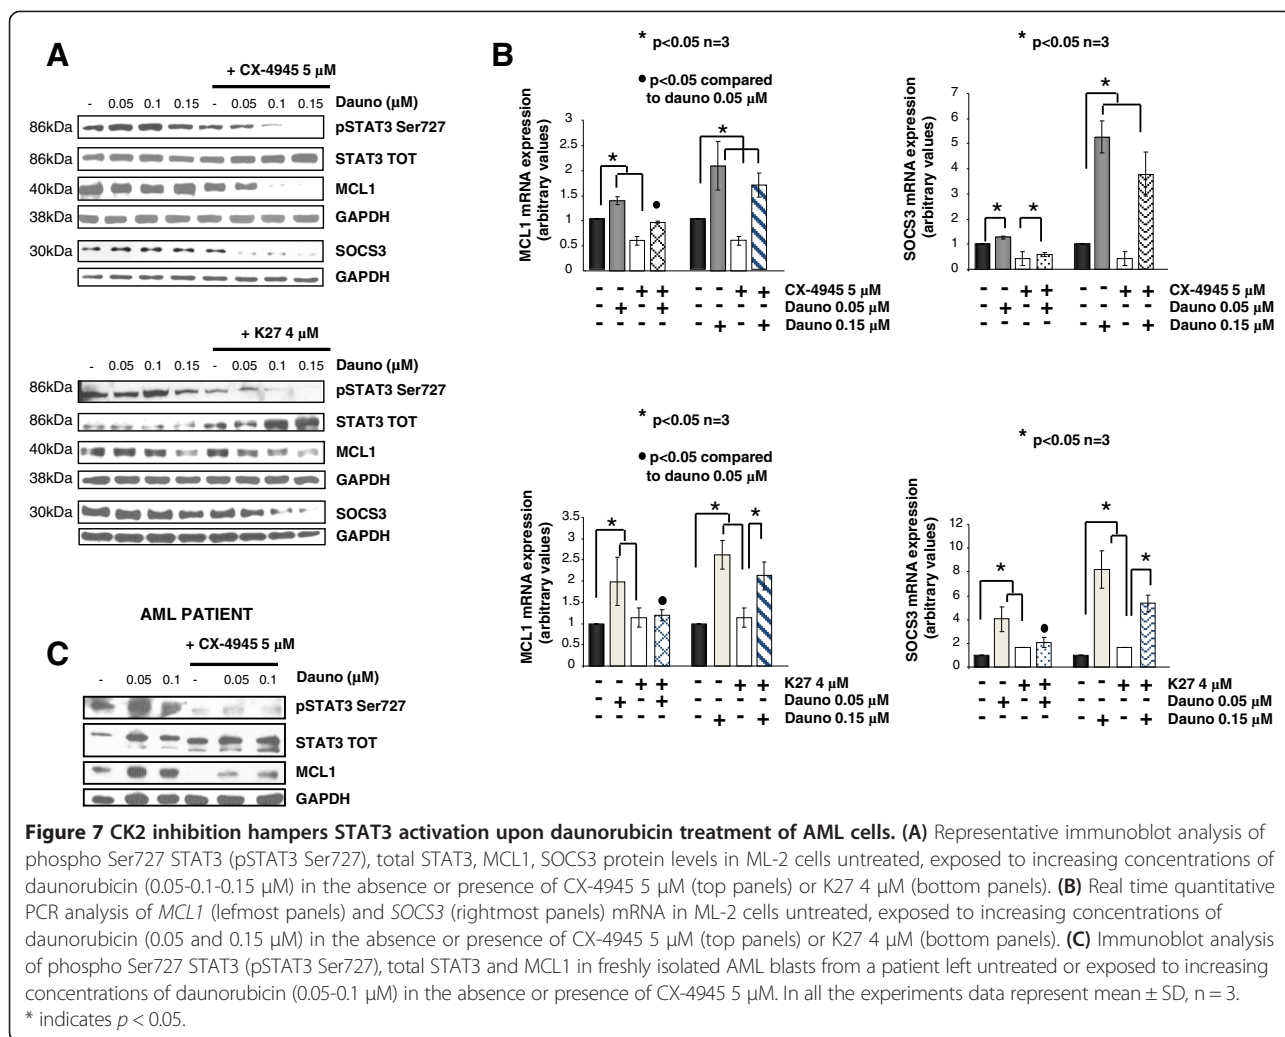 A
+ CX-4945 5 µM
- 0.05 0.1 0.15 - 0.05 0.1 0.15 Dauno (µM)
86kDa pSTAT3 Ser727
86kDa STAT3 TOT
40kDa MCL1
38kDa GAPDH
30kDa SOCS3
GAPDH
+ K27 4 µM
- 0.05 0.1 0.15 - 0.05 0.1 0.15 Dauno (µM)
86kDa pSTAT3 Ser727
86kDa STAT3 TOT
40kDa MCL1
38kDa GAPDH
30kDa SOCS3
GAPDH
B
* p<0.05 n=3
● p<0.05 compared
to dauno 0.05 µM
MCL1 mRNA expression
(arbitrary values)
3
2.5
2
1.5
1
0.5
0
* ● *
- - + + - - + + CX-4945 5 µM
- + - + - - - - Dauno 0.05 µM
- - - - - + - + Dauno 0.15 µM
* p<0.05 n=3
SOCS3 mRNA expression
(arbitrary values)
7
6
5
4
3
2
1
0
* * *
- - + + - - + + CX-4945 5 µM
- + - + - - - - Dauno 0.05 µM
- - - - - + - + Dauno 0.15 µM
* p<0.05 n=3
● p<0.05 compared
to dauno 0.05 µM
MCL1 mRNA expression
(arbitrary values)
3.5
3
2.5
2
1.5
1
0.5
0
* ● * *
- - + + - - + + K27 4 µM
- + - + - - - - Dauno 0.05 µM
- - - - - + - + Dauno 0.15 µM
* p<0.05 n=3
SOCS3 mRNA expression
(arbitrary values)
12
10
8
6
4
2
0
* ● * *
- - + + - - + + K27 4 µM
- + - + - - - - Dauno 0.05 µM
- - - - - + - + Dauno 0.15 µM
C
AML PATIENT
+ CX-4945 5 µM
- 0.05 0.1 - 0.05 0.1 Dauno (µM)
pSTAT3 Ser727
STAT3 TOT
MCL1
GAPDH
Figure 7 CK2 inhibition hampers STAT3 activation upon daunorubicin treatment of AML cells. (A) Representative immunoblot analysis of
phospho Ser727 STAT3 (pSTAT3 Ser727), total STAT3, MCL1, SOCS3 protein levels in ML-2 cells untreated, exposed to increasing concentrations of
daunorubicin (0.05-0.1-0.15 µM) in the absence or presence of CX-4945 5 µM (top panels) or K27 4 µM (bottom panels). (B) Real time quantitative
PCR analysis of MCL1 (leftmost panels) and SOCS3 (rightmost panels) mRNA in ML-2 cells untreated, exposed to increasing concentrations of
daunorubicin (0.05 and 0.15 µM) in the absence or presence of CX-4945 5 µM (top panels) or K27 4 µM (bottom panels). (C) Immunoblot analysis
of phospho Ser727 STAT3 (pSTAT3 Ser727), total STAT3 and MCL1 in freshly isolated AML blasts from a patient left untreated or exposed to increasing
concentrations of daunorubicin (0.05-0.1 µM) in the absence or presence of CX-4945 5 µM. In all the experiments data represent mean ± SD, n = 3.
* indicates p < 0.05.